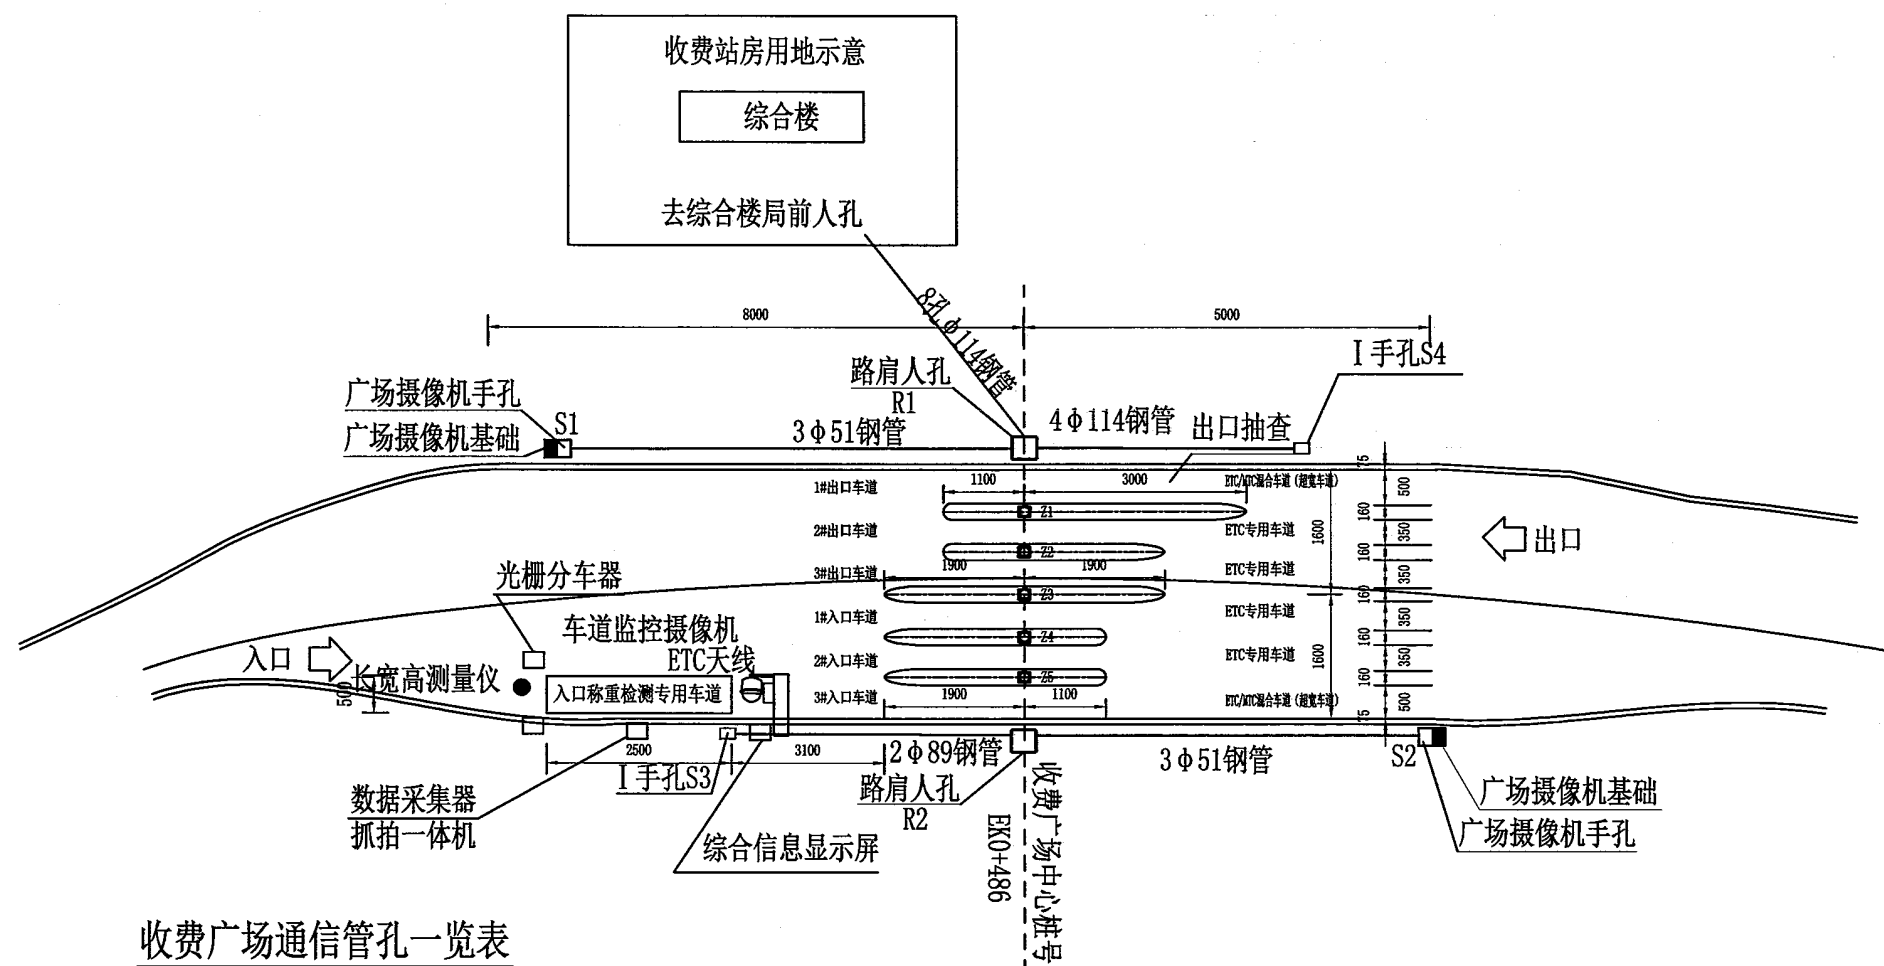 收费站房用地示意
综合楼
去综合楼局前人孔
8孔φ114钢管
8000
5000
Ⅰ手孔S4
路肩人孔
R1
广场摄像机手孔
广场摄像机基础
S1
3φ51钢管
4φ114钢管
出口抽查
75
1#出口车道
1100
3000
ETC/MTC混合车道(超宽车道)
500
Z1
160
2#出口车道
ETC专用车道
1600
350
出口
Z2
160
3#出口车道
1900
1900
ETC专用车道
350
光栅分车器
Z3
160
1#入口车道
ETC专用车道
350
车道监控摄像机
Z4
160
入口
ETC天线
2#入口车道
ETC专用车道
1600
350
长宽高测量仪
500
入口称重检测专用车道
Z5
160
3#入口车道
1900
1100
ETC/MTC混合车道(超宽车道)
500
75
2500
3100
2φ89钢管
3φ51钢管
S2
Ⅰ手孔S3
路肩人孔
R2
数据采集器
抓拍一体机
综合信息显示屏
广场摄像机基础
广场摄像机手孔
EK0+486
收费广场中心桩号
收费广场通信管孔一览表